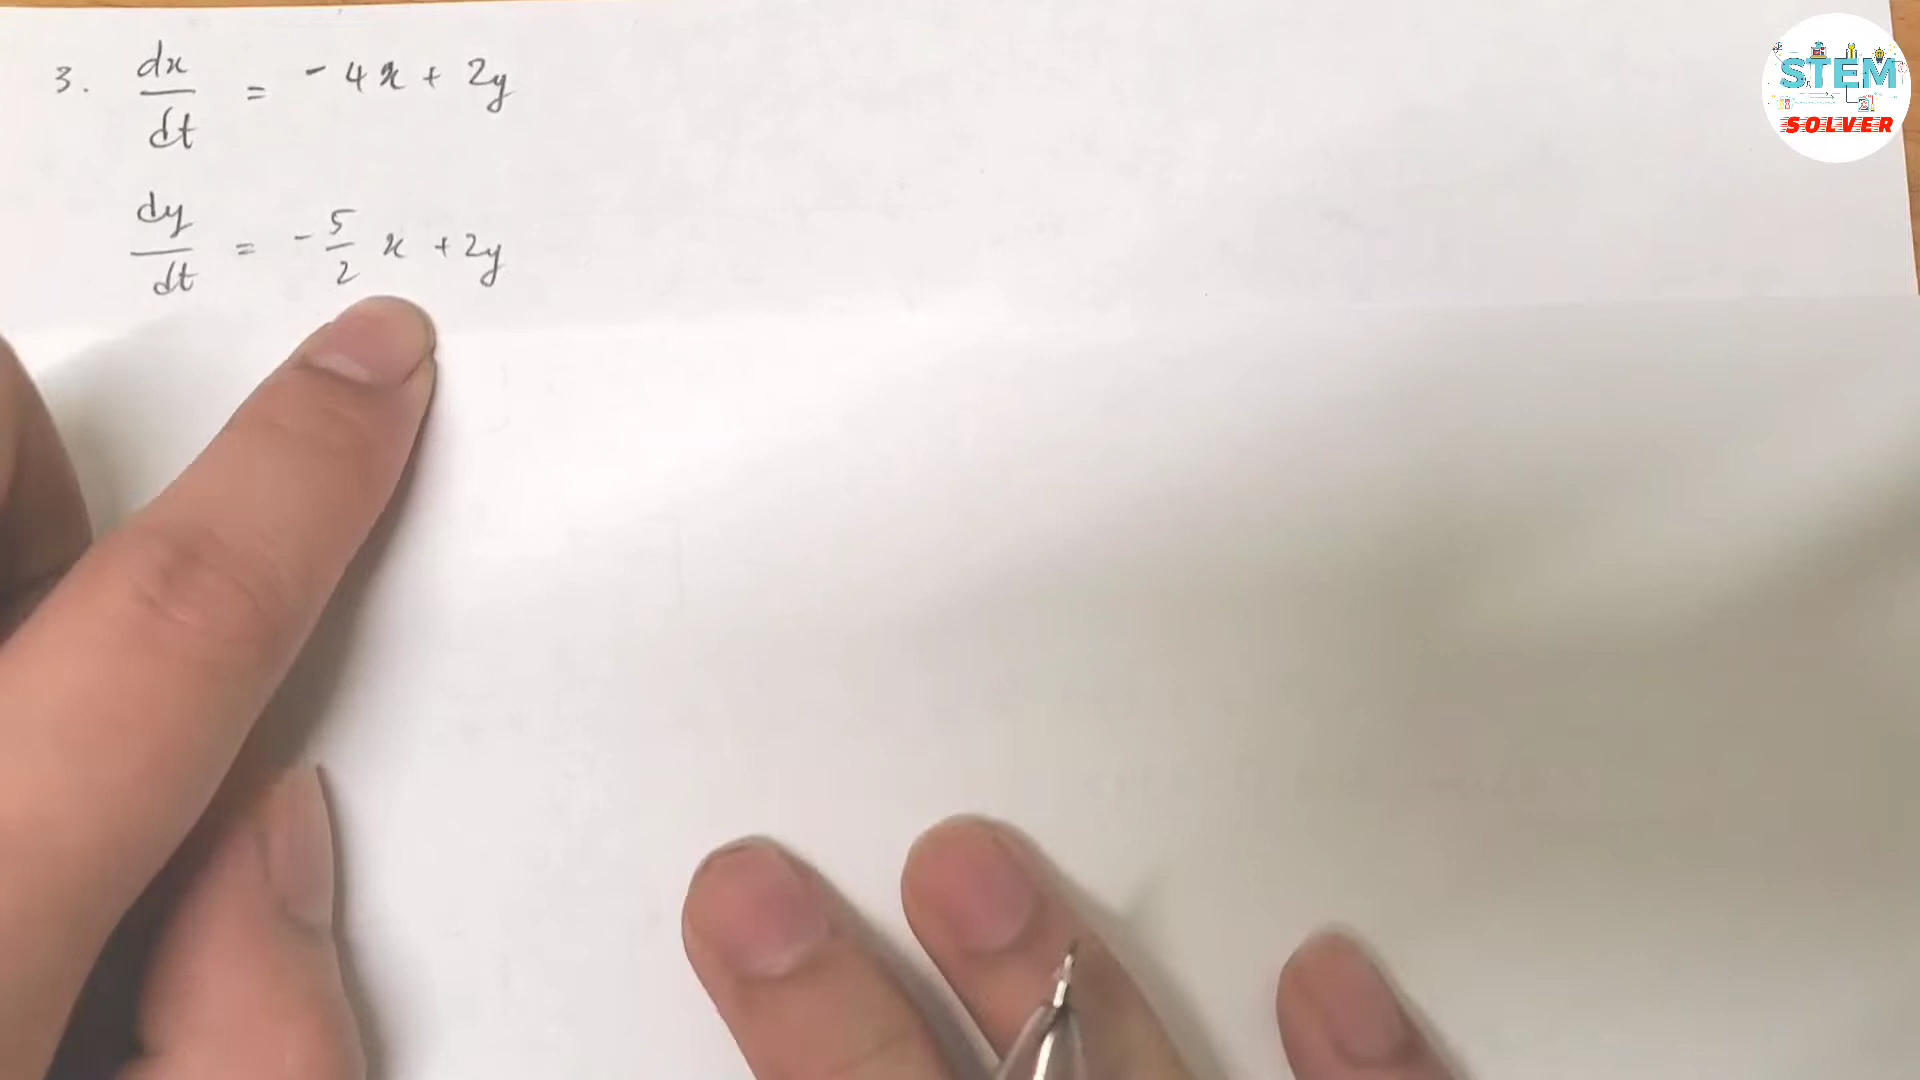 3. dx/dt = - 4x + 2y
dy/dt = - 5/2 x + 2y
STEM
SOLVER